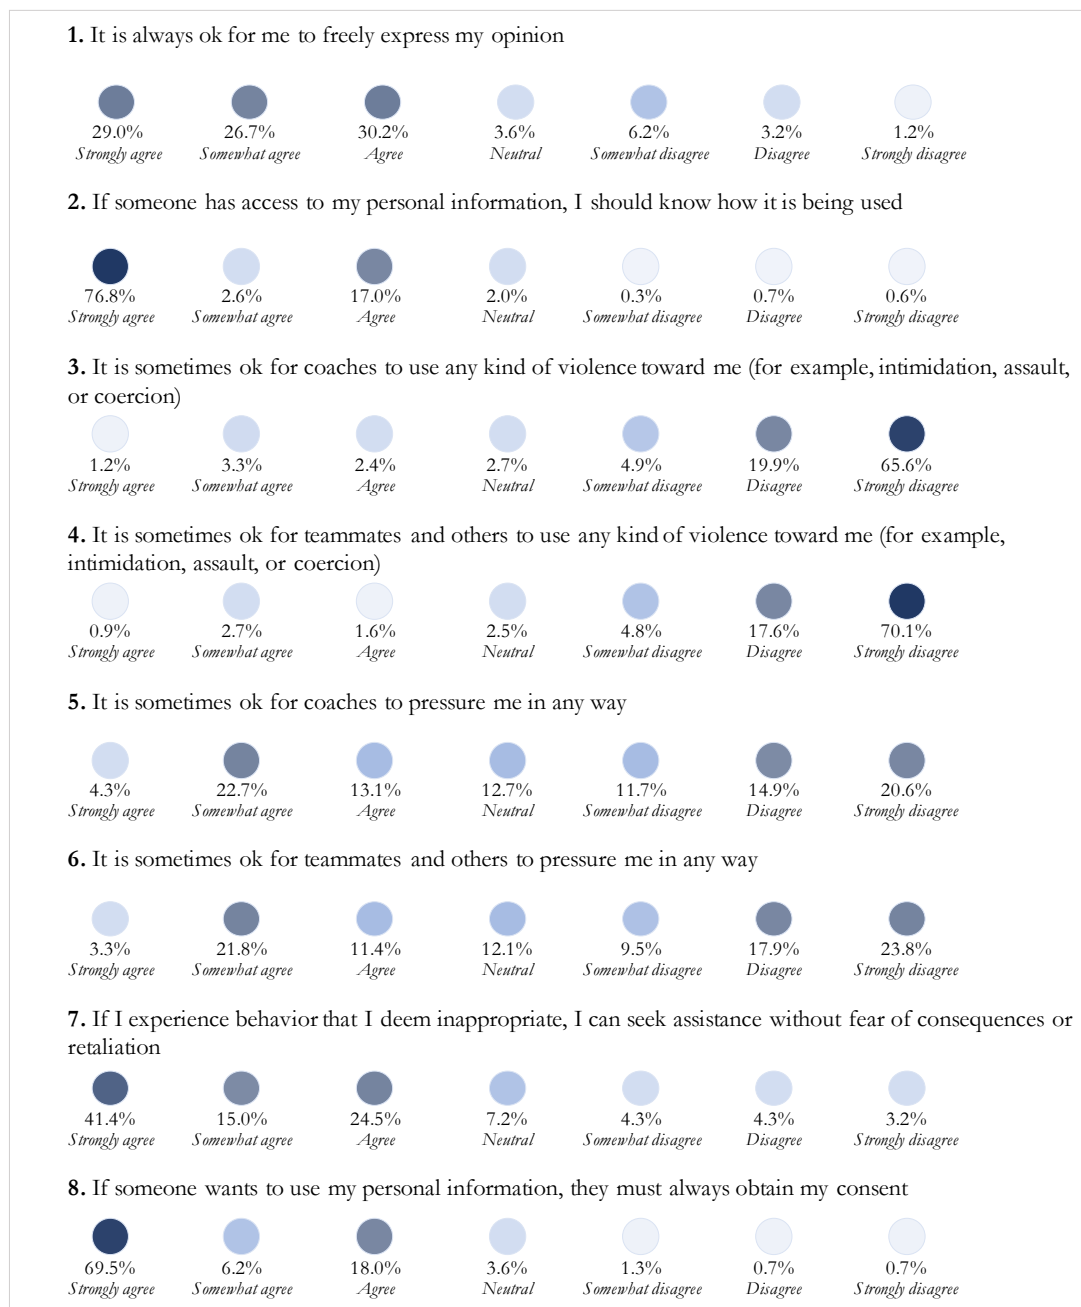 1. It is always ok for me to freely express my opinion
29.0% 26.7% 30.2% 3.6% 6.2% 3.2% 1.2%
Strongly agree Somewhat agree Agree Neutral Somewhat disagree Disagree Strongly disagree
2. If someone has access to my personal information, I should know how it is being used
76.8% 2.6% 17.0% 2.0% 0.3% 0.7% 0.6%
Strongly agree Somewhat agree Agree Neutral Somewhat disagree Disagree Strongly disagree
3. It is sometimes ok for coaches to use any kind of violence toward me (for example, intimidation, assault,
or coercion)
1.2% 3.3% 2.4% 2.7% 4.9% 19.9% 65.6%
Strongly agree Somewhat agree Agree Neutral Somewhat disagree Disagree Strongly disagree
4. It is sometimes ok for teammates and others to use any kind of violence toward me (for example,
intimidation, assault, or coercion)
0.9% 2.7% 1.6% 2.5% 4.8% 17.6% 70.1%
Strongly agree Somewhat agree Agree Neutral Somewhat disagree Disagree Strongly disagree
5. It is sometimes ok for coaches to pressure me in any way
4.3% 22.7% 13.1% 12.7% 11.7% 14.9% 20.6%
Strongly agree Somewhat agree Agree Neutral Somewhat disagree Disagree Strongly disagree
6. It is sometimes ok for teammates and others to pressure me in any way
3.3% 21.8% 11.4% 12.1% 9.5% 17.9% 23.8%
Strongly agree Somewhat agree Agree Neutral Somewhat disagree Disagree Strongly disagree
7. If I experience behavior that I deem inappropriate, I can seek assistance without fear of consequences or
retaliation
41.4% 15.0% 24.5% 7.2% 4.3% 4.3% 3.2%
Strongly agree Somewhat agree Agree Neutral Somewhat disagree Disagree Strongly disagree
8. If someone wants to use my personal information, they must always obtain my consent
69.5% 6.2% 18.0% 3.6% 1.3% 0.7% 0.7%
Strongly agree Somewhat agree Agree Neutral Somewhat disagree Disagree Strongly disagree